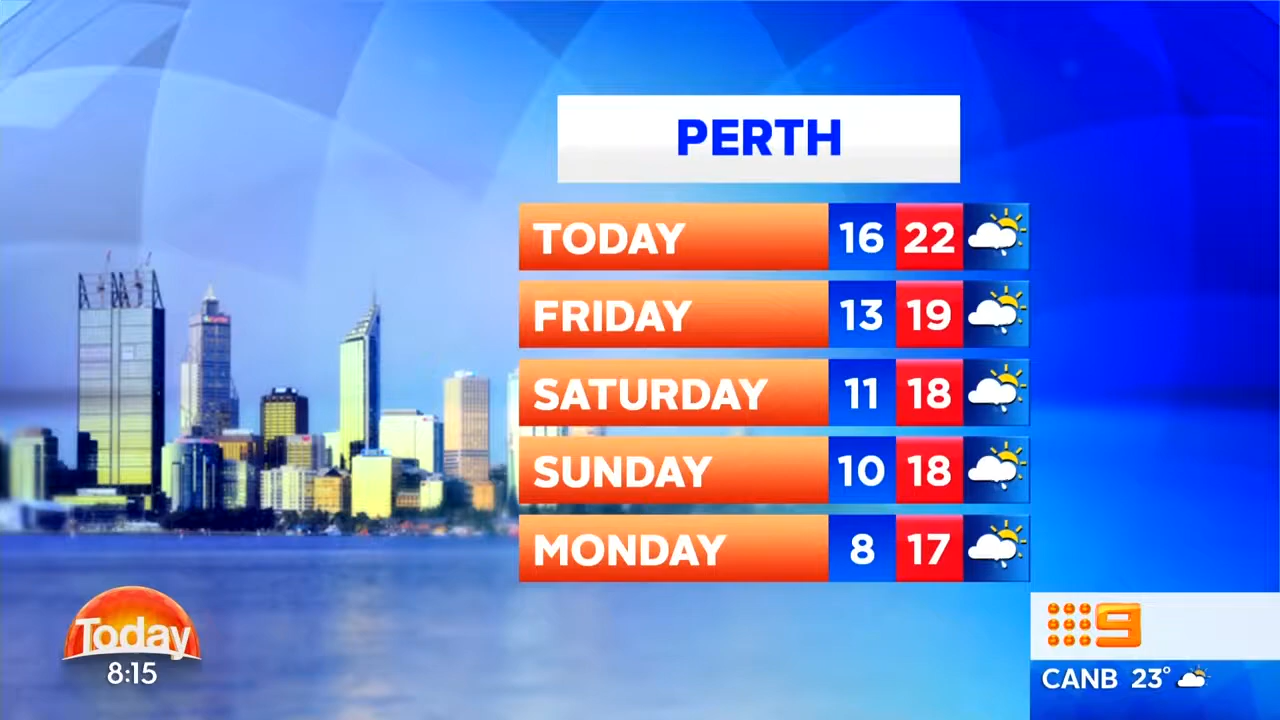 PERTH
TODAY 16 22
FRIDAY 13 19
SATURDAY 11 18
SUNDAY 10 18
MONDAY 8 17
Today
8:15
9
CANB 23°